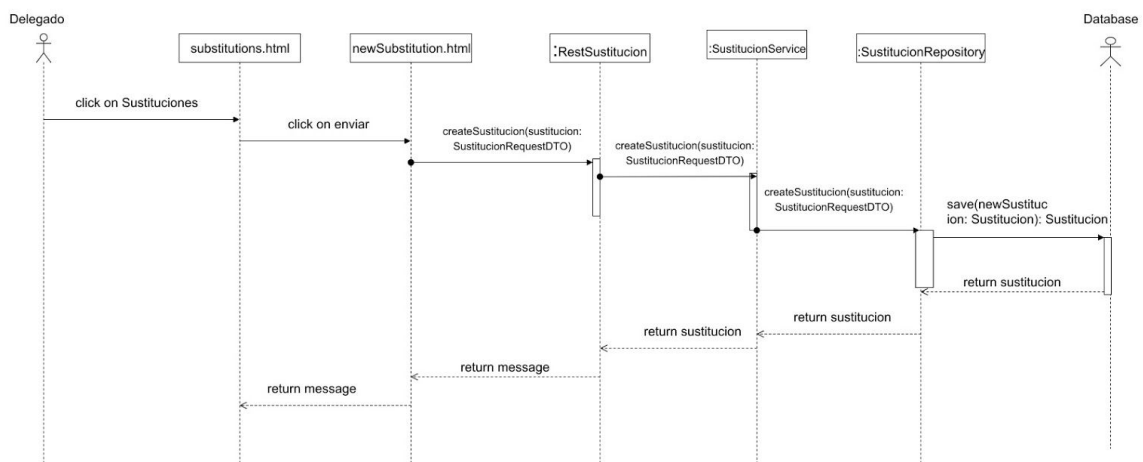 Delegado
Database
substitutions.html
newSubstitution.html
:RestSustitucion
:SustitucionService
:SustitucionRepository
click on Sustituciones
click on enviar
createSustitucion(sustitucion:
SustitucionRequestDTO)
createSustitucion(sustitucion:
SustitucionRequestDTO)
createSustitucion(sustitucion:
SustitucionRequestDTO)
save(newSustituc
ion: Sustitucion): Sustitucion
return sustitucion
return sustitucion
return sustitucion
return message
return message